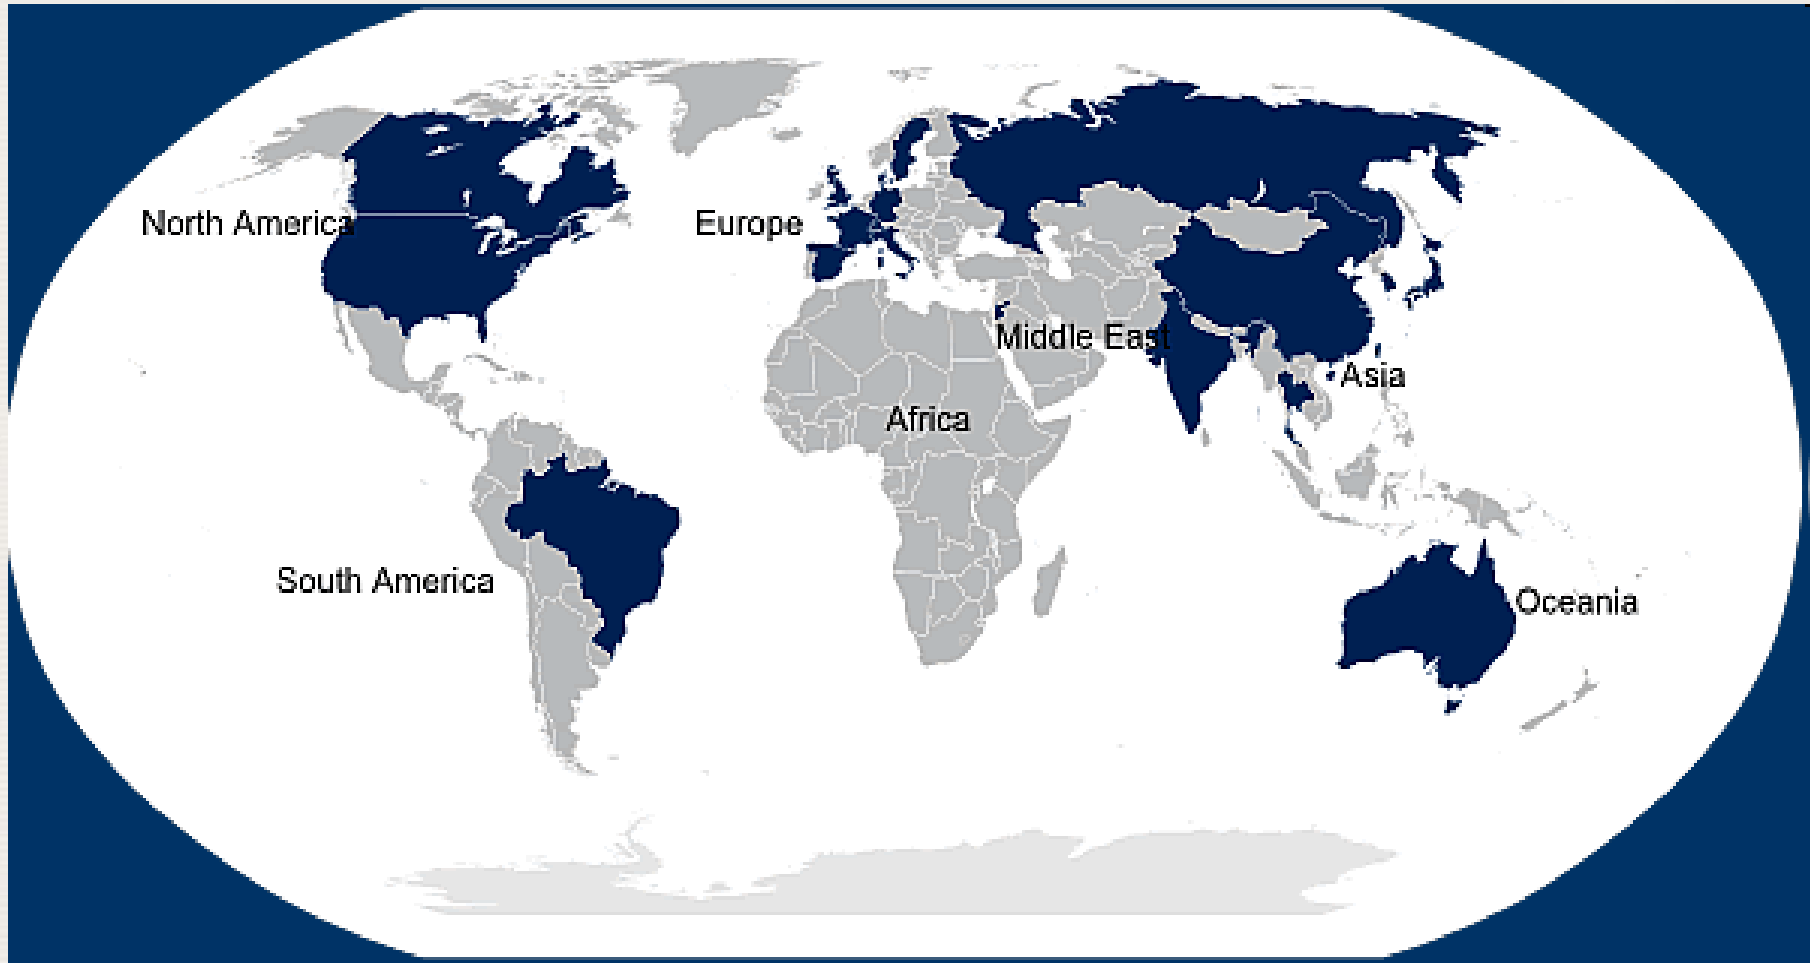 North America
Europe
Middle East
Asia
Africa
South America
Oceania